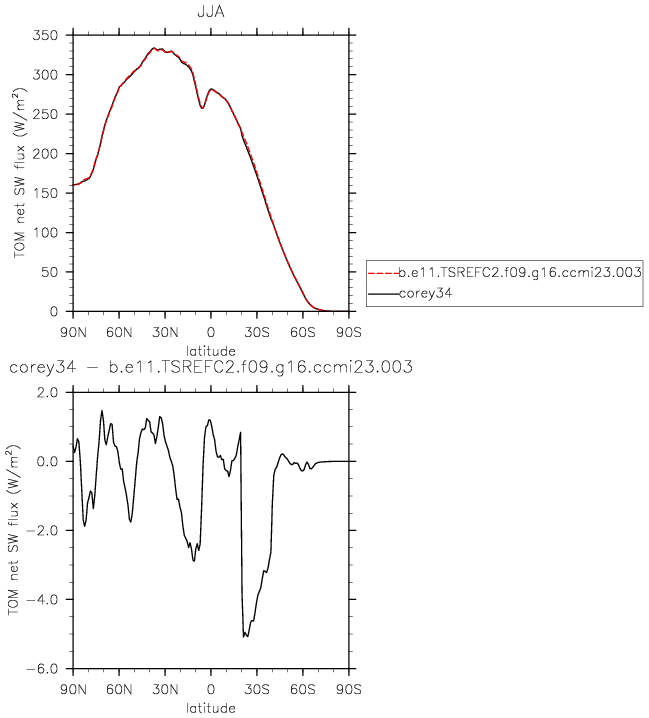 JJA
TOM net SW flux (W/m²)
350
300
250
200
150
100
50
0
90N 60N 30N 0 30S 60S 90S
latitude
b.e11.TSREFC2.f09.g16.ccmi23.003
corey34
corey34 − b.e11.TSREFC2.f09.g16.ccmi23.003
TOM net SW flux (W/m²)
2.0
0.0
−2.0
−4.0
−6.0
90N 60N 30N 0 30S 60S 90S
latitude